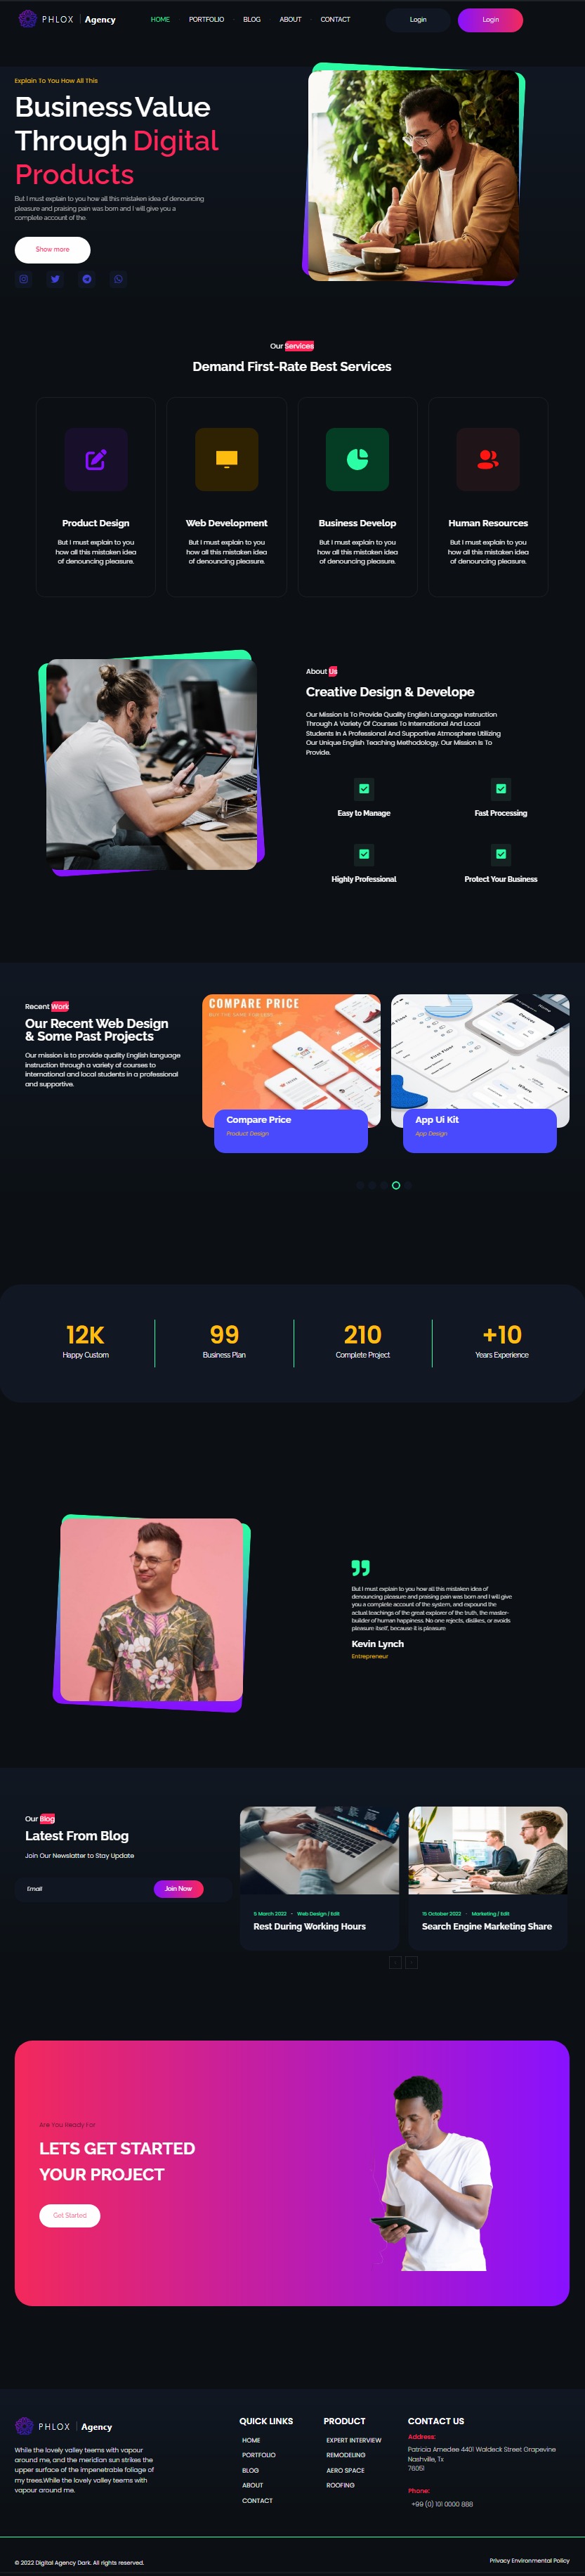 PHLOX | Agency
HOME
PORTFOLIO
BLOG
ABOUT
CONTACT
Login
Login
Explain To You How All This
Business Value
Through Digital
Products
But I must explain to you how all this mistaken idea of denouncing
pleasure and praising pain was born and I will give you a
complete account of the.
Show more
Our Services
Demand First-Rate Best Services
Product Design
But I must explain to you
how all this mistaken idea
of denouncing pleasure.
Web Development
But I must explain to you
how all this mistaken idea
of denouncing pleasure.
Business Develop
But I must explain to you
how all this mistaken idea
of denouncing pleasure.
Human Resources
But I must explain to you
how all this mistaken idea
of denouncing pleasure.
About Us
Creative Design & Develope
Our Mission Is To Provide Quality English Language Instruction
Through A Variety Of Courses To International And Local
Students In A Professional And Supportive Atmosphere Utilizing
Our Unique English Teaching Methodology. Our Mission Is To
Provide.
Easy to Manage
Fast Processing
Highly Professional
Protect Your Business
Recent Work
Our Recent Web Design
& Some Past Projects
Our mission is to provide quality English language
instruction through a variety of courses to
international and local students in a professional
and supportive.
COMPARE PRICE
Compare Price
Product Design
App Ui Kit
App Design
12K
Happy Custom
99
Business Plan
210
Complete Project
+10
Years Experience
But I must explain to you how all this mistaken idea of
denouncing pleasure and praising pain was born and I will give
you a complete account of the system, and expound the
actual teachings of the great explorer of the truth, the master-
builder of human happiness. No one rejects, dislikes, or avoids
pleasure itself, because it is pleasure
Kevin Lynch
Entrepreneur
Our Blog
Latest From Blog
Join Our Newslatter to Stay Update
Email
Join Now
5 March 2022 - Web Design / Edit
Rest During Working Hours
15 October 2022 - Marketing / Edit
Search Engine Marketing Share
Are You Ready For
LETS GET STARTED
YOUR PROJECT
Get Started
PHLOX | Agency
While the lovely valley teems with vapour
around me, and the meridian sun strikes the
upper surface of the impenetrable foliage of
my trees.While the lovely valley teems with
vapour around me.
QUICK LINKS
HOME
PORTFOLIO
BLOG
ABOUT
CONTACT
PRODUCT
EXPERT INTERVIEW
REMODELING
AERO SPACE
ROOFING
CONTACT US
Address:
Patricia Amedee 4401 Waldeck Street Grapevine
Nashville, Tx
76051
Phone:
+99 (0) 101 0000 888
© 2022 Digital Agency Dark. All rights reserved.
Privacy Environmental Policy